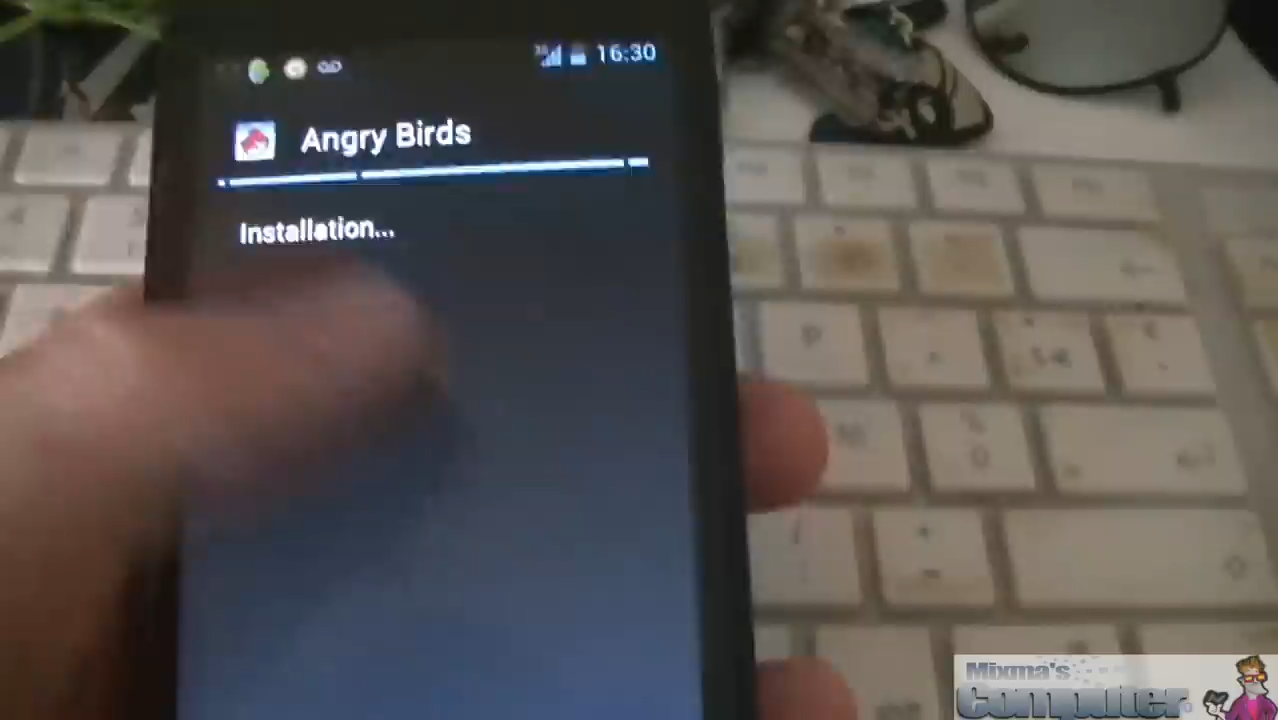 16:30
Angry Birds
Installation...
P
Mixma's
Computer